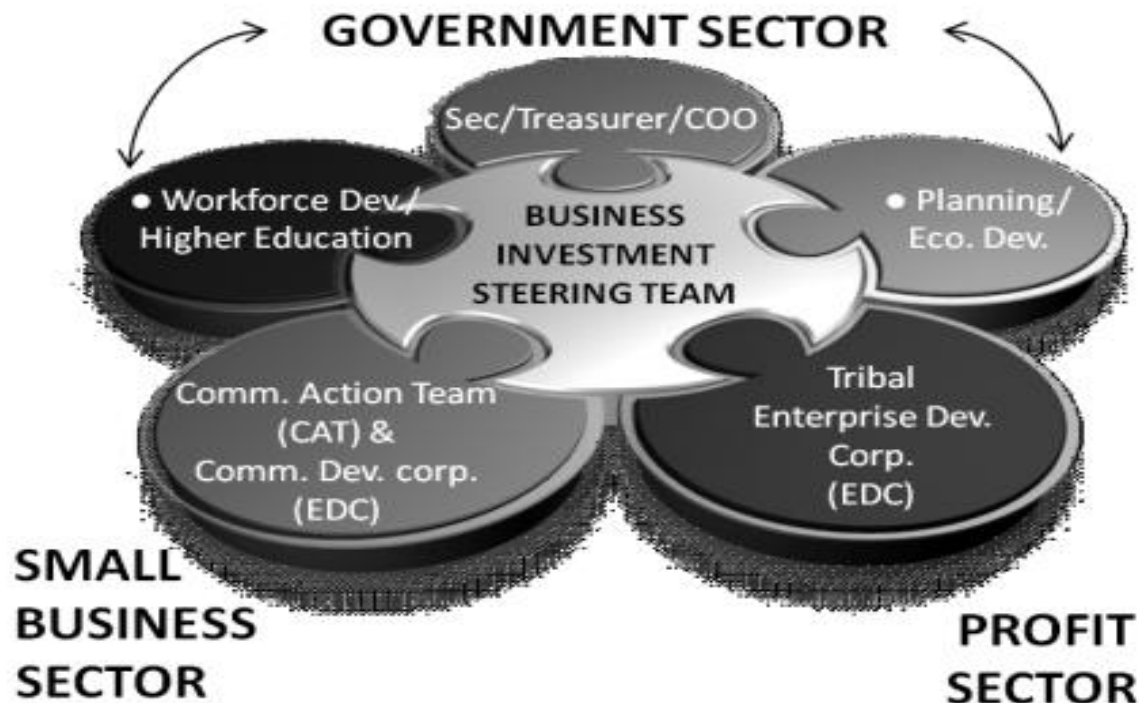 GOVERNMENT SECTOR
Sec/Treasurer/COO
● Workforce Dev./
Higher Education
● Planning/
Eco. Dev.
BUSINESS
INVESTMENT
STEERING TEAM
Comm. Action Team
(CAT) &
Comm. Dev. corp.
(EDC)
Tribal
Enterprise Dev.
Corp.
(EDC)
SMALL
BUSINESS
SECTOR
PROFIT
SECTOR